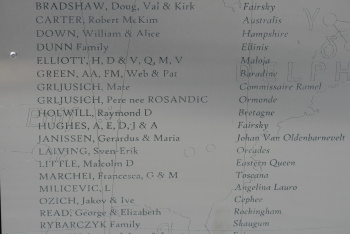 BRADSHAW, Doug, Val & Kirk Fairsky
CARTER, Robert McKim Australis
DOWN, William & Alice Hampshire
DUNN Family Ellinis
ELLIOTT, H, D & V, Q, M, V Maloja
GREEN, AA, FM, Web & Pat Baradine
GRLJUSICH, Mate Commissaire Ramel
GRLJUSICH, Pere nee ROSANDIC Ormonde
HOLWILL, Raymond D Bretagne
HUGHES, A, E, D, J & A Fairsky
JANISSEN, Gerardus & Maria Johan Van Oldenbarnevelt
LAIVING, Sven-Erik Orcades
LITTLE, Malcolm D Eastern Queen
MARCHEI, Francesca, G & M Toscana
MILICEVIC, L Angelina Lauro
OZICH, Jakov & Ive Cephee
READ, George & Elizabeth Rockingham
RYBARCZYK Family Skaugum